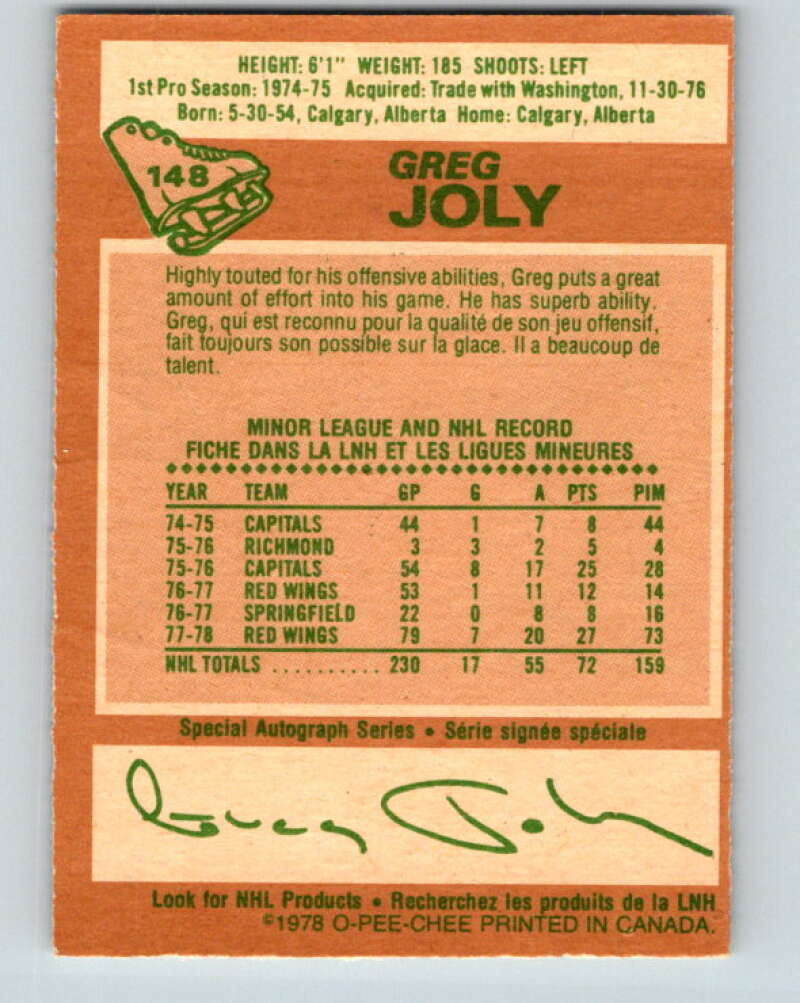 HEIGHT: 6'1" WEIGHT: 185 SHOOTS: LEFT
1st Pro Season: 1974-75 Acquired: Trade with Washington, 11-30-76
Born: 5-30-54, Calgary, Alberta Home: Calgary, Alberta
148
GREG
JOLY
Highly touted for his offensive abilities, Greg puts a great
amount of effort into his game. He has superb ability.
Greg, qui est reconnu pour la qualité de son jeu offensif,
fait toujours son possible sur la glace. Il a beaucoup de
talent.
MINOR LEAGUE AND NHL RECORD
FICHE DANS LA LNH ET LES LIGUES MINEURES
YEAR TEAM GP G A PTS PIM
74-75 CAPITALS 44 1 7 8 44
75-76 RICHMOND 3 3 2 5 4
75-76 CAPITALS 54 8 17 25 28
76-77 RED WINGS 53 1 11 12 14
76-77 SPRINGFIELD 22 0 8 8 16
77-78 RED WINGS 79 7 20 27 73
NHL TOTALS .......... 230 17 55 72 159
Special Autograph Series • Série signée spéciale
Greg Joly
Look for NHL Products • Recherchez les produits de la LNH
©1978 O-PEE-CHEE PRINTED IN CANADA.